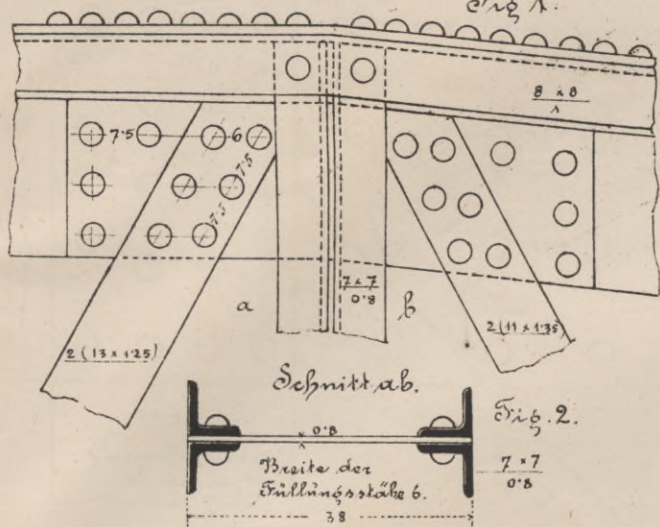 Fig 1.
8 × 8
1
7·5
6
7·5
7·5
a
7 × 7
0·8
b
2 (13 × 1·25)
2 (11 × 1·35)
Schnitt ab.
Fig. 2.
0·8
7 × 7
0·8
Breite der
Füllungsstäbe 6.
38